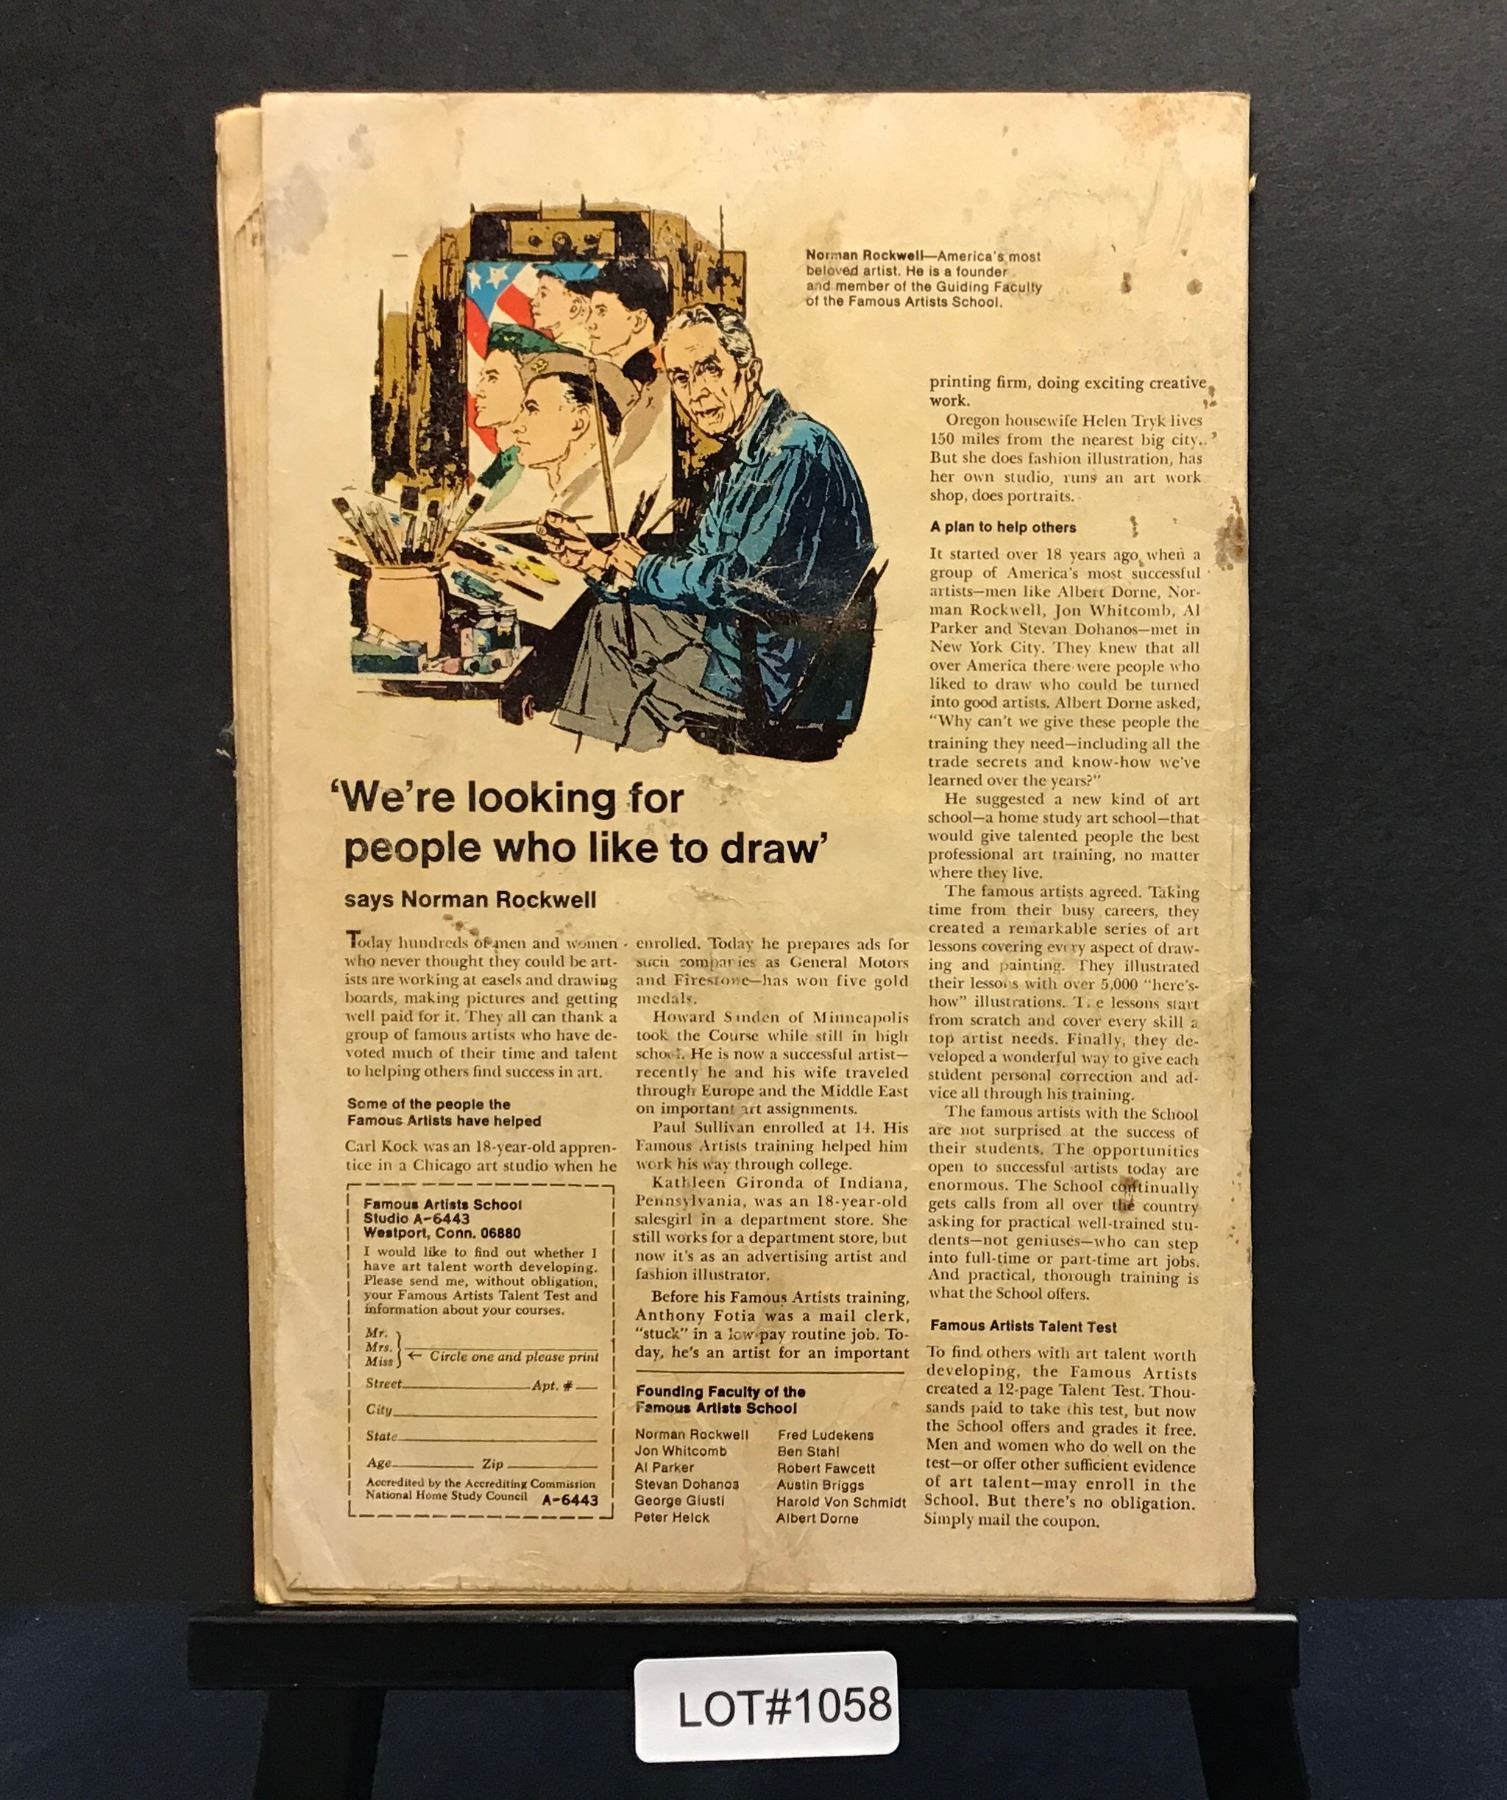 Norman Rockwell—America's most
beloved artist. He is a founder
and member of the Guiding Faculty
of the Famous Artists School.
'We're looking for
people who like to draw'
says Norman Rockwell
Today hundreds of men and women
who never thought they could be art-
ists are working at easels and drawing
boards, making pictures and getting
well paid for it. They all can thank a
group of famous artists who have de-
voted much of their time and talent
to helping others find success in art.
Some of the people the
Famous Artists have helped
Carl Kock was an 18-year-old appren-
tice in a Chicago art studio when he
enrolled. Today he prepares ads for
such companies as General Motors
and Firestone—has won five gold
medals.
Howard Sinden of Minneapolis
took the Course while still in high
school. He is now a successful artist—
recently he and his wife traveled
through Europe and the Middle East
on important art assignments.
Paul Sullivan enrolled at 14. His
Famous Artists training helped him
work his way through college.
Kathleen Gironda of Indiana,
Pennsylvania, was an 18-year-old
salesgirl in a department store. She
still works for a department store, but
now it's as an advertising artist and
fashion illustrator.
Before his Famous Artists training,
Anthony Fotia was a mail clerk,
"stuck" in a low-pay routine job. To-
day, he's an artist for an important
printing firm, doing exciting creative
work.
Oregon housewife Helen Tryk lives
150 miles from the nearest big city.
But she does fashion illustration, has
her own studio, runs an art work
shop, does portraits.
A plan to help others
It started over 18 years ago when a
group of America's most successful
artists—men like Albert Dorne, Nor-
man Rockwell, Jon Whitcomb, Al
Parker and Stevan Dohanos—met in
New York City. They knew that all
over America there were people who
liked to draw who could be turned
into good artists. Albert Dorne asked,
"Why can't we give these people the
training they need—including all the
trade secrets and know-how we've
learned over the years?"
He suggested a new kind of art
school—a home study art school—that
would give talented people the best
professional art training, no matter
where they live.
The famous artists agreed. Taking
time from their busy careers, they
created a remarkable series of art
lessons covering every aspect of draw-
ing and painting. They illustrated
their lessons with over 5,000 "here's-
how" illustrations. The lessons start
from scratch and cover every skill a
top artist needs. Finally, they de-
veloped a wonderful way to give each
student personal correction and ad-
vice all through his training.
The famous artists with the School
are not surprised at the success of
their students. The opportunities
open to successful artists today are
enormous. The School continually
gets calls from all over the country
asking for practical well-trained stu-
dents—not geniuses—who can step
into full-time or part-time art jobs.
And practical, thorough training is
what the School offers.
Famous Artists Talent Test
To find others with art talent worth
developing, the Famous Artists
created a 12-page Talent Test. Thou-
sands paid to take this test, but now
the School offers and grades it free.
Men and women who do well on the
test—or offer other sufficient evidence
of art talent—may enroll in the
School. But there's no obligation.
Simply mail the coupon.
Famous Artists School
Studio A-6443
Westport, Conn. 06880
I would like to find out whether I
have art talent worth developing.
Please send me, without obligation,
your Famous Artists Talent Test and
information about your courses.
Mr.
Mrs.
Miss ← Circle one and please print
Street Apt. #
City
State
Age Zip
Accredited by the Accrediting Commission
National Home Study Council A-6443
Founding Faculty of the
Famous Artists School
Norman Rockwell
Jon Whitcomb
Al Parker
Stevan Dohanos
George Giusti
Peter Helck
Fred Ludekens
Ben Stahl
Robert Fawcett
Austin Briggs
Harold Von Schmidt
Albert Dorne
LOT#1058